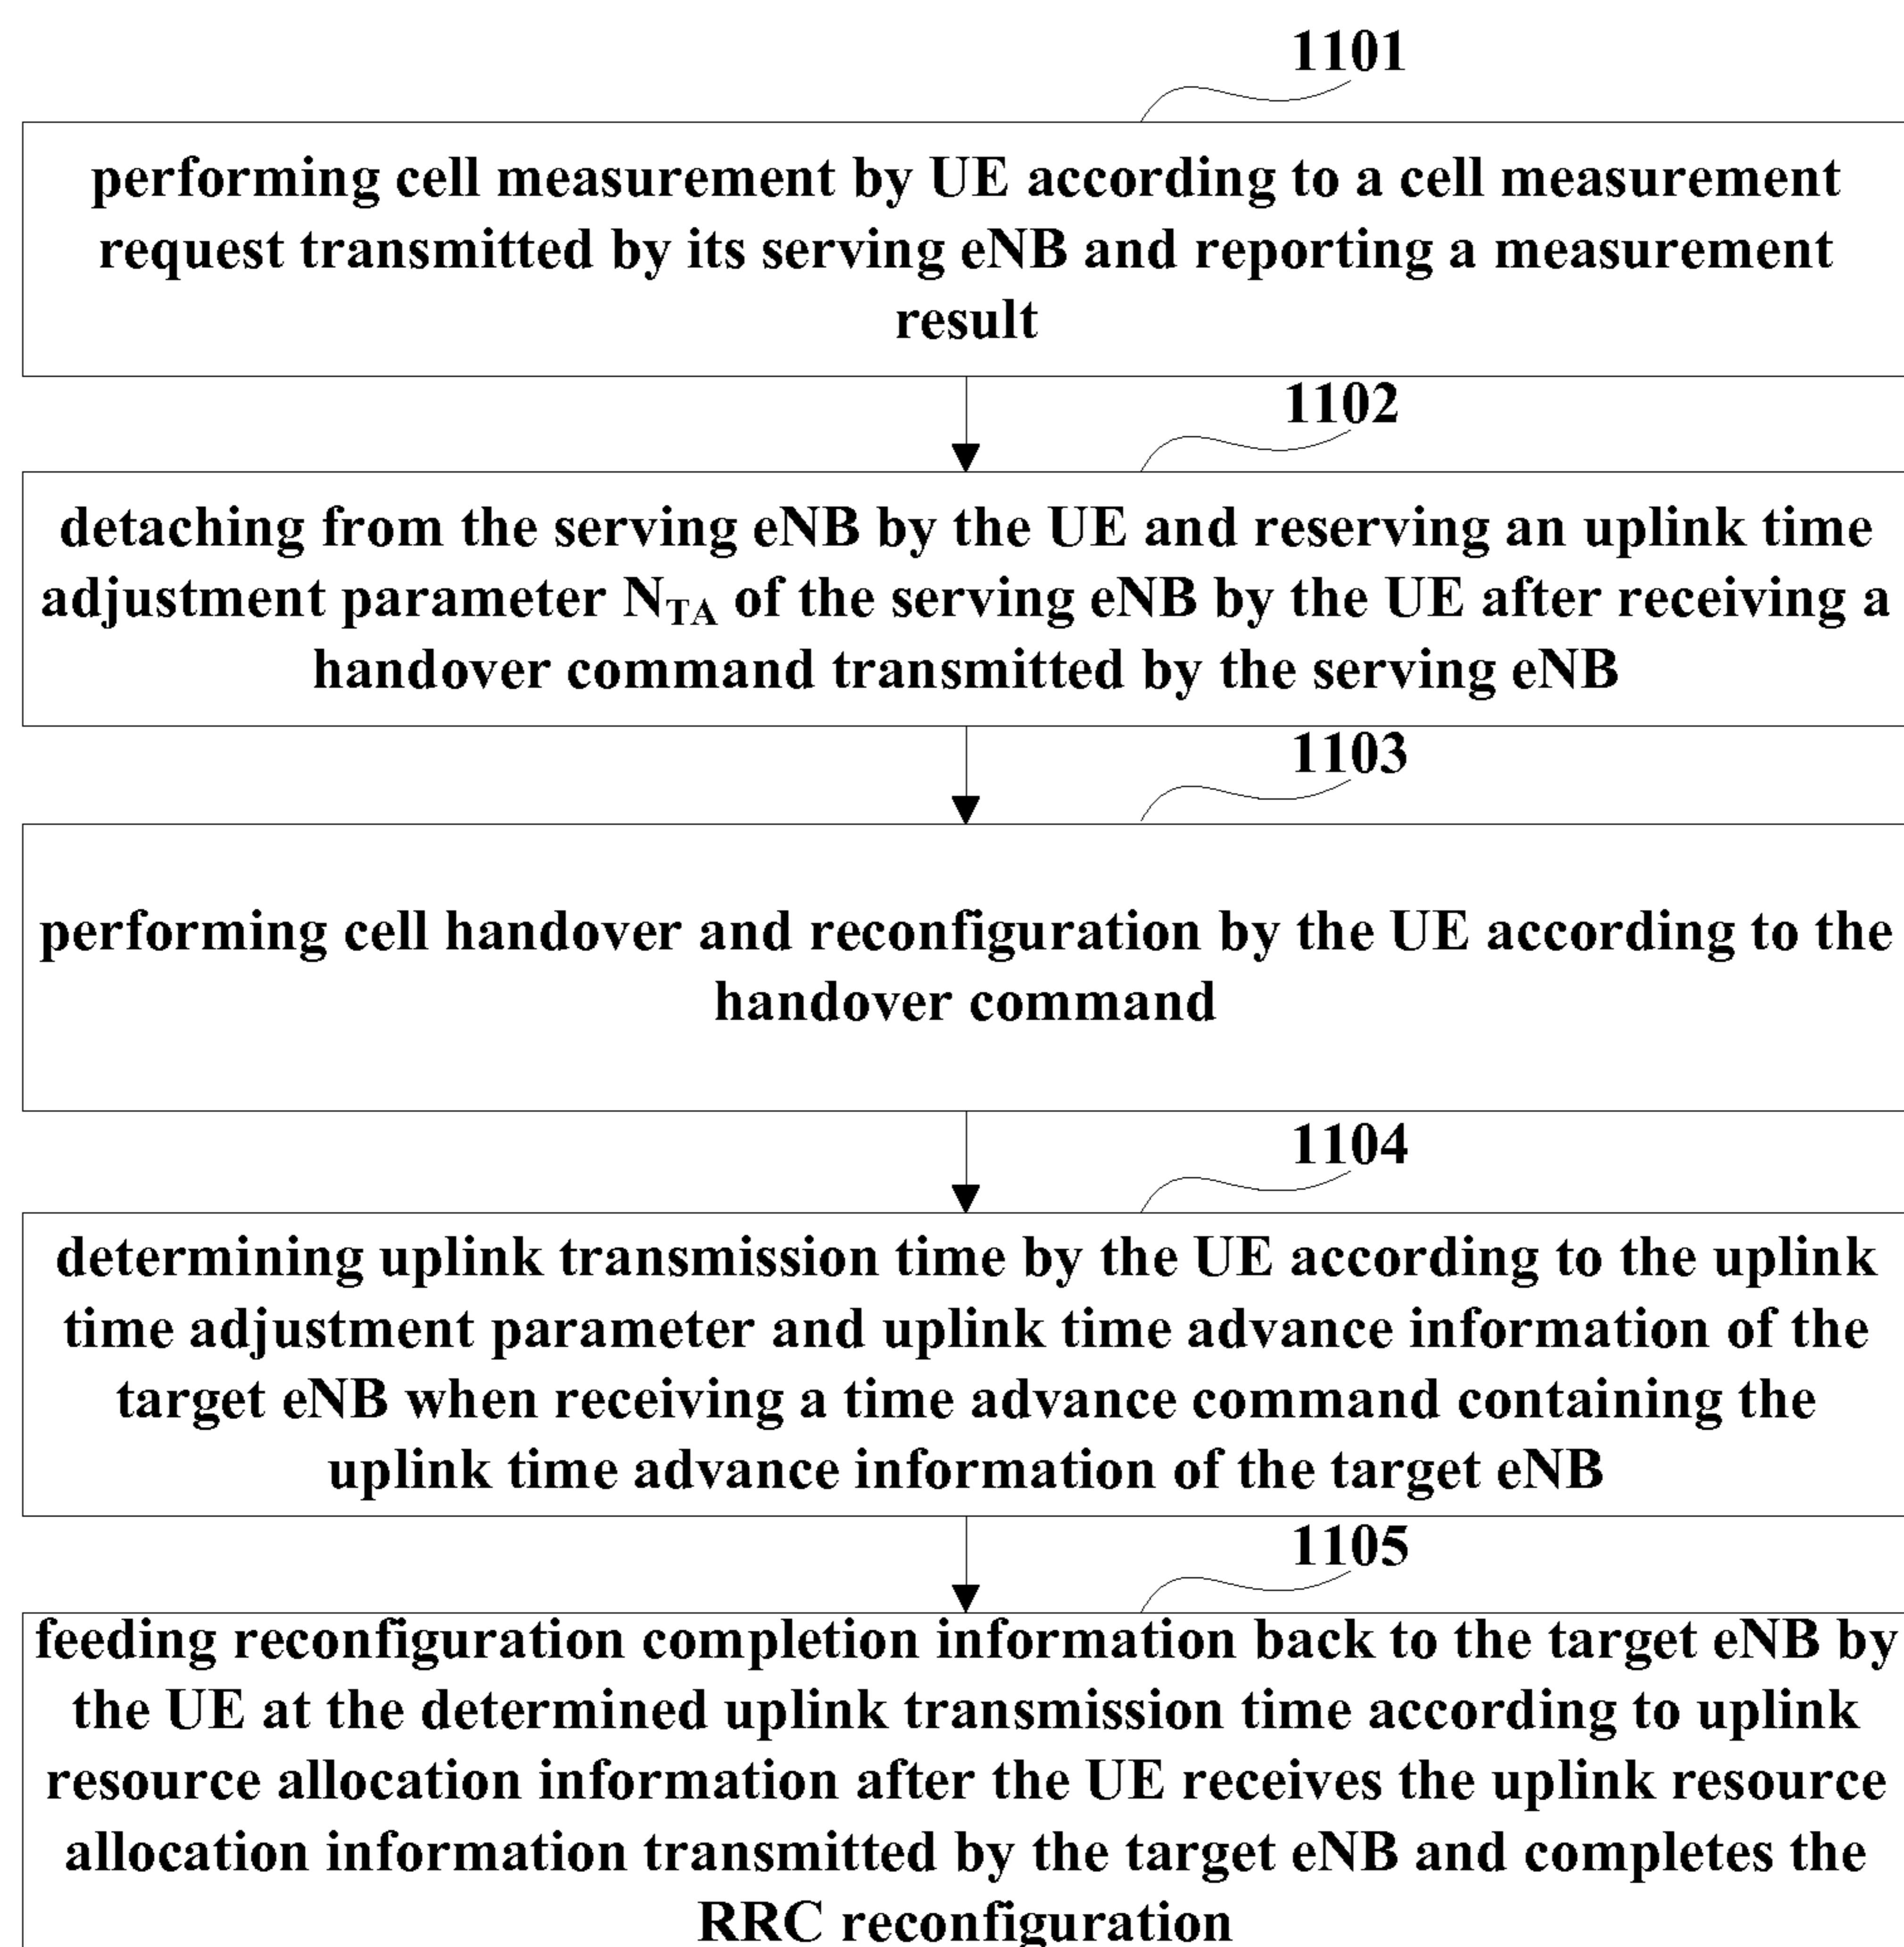 1101
performing cell measurement by UE according to a cell measurement
request transmitted by its serving eNB and reporting a measurement
result
1102
detaching from the serving eNB by the UE and reserving an uplink time
adjustment parameter N_TA of the serving eNB by the UE after receiving a
handover command transmitted by the serving eNB
1103
performing cell handover and reconfiguration by the UE according to the
handover command
1104
determining uplink transmission time by the UE according to the uplink
time adjustment parameter and uplink time advance information of the
target eNB when receiving a time advance command containing the
uplink time advance information of the target eNB
1105
feeding reconfiguration completion information back to the target eNB by
the UE at the determined uplink transmission time according to uplink
resource allocation information after the UE receives the uplink resource
allocation information transmitted by the target eNB and completes the
RRC reconfiguration